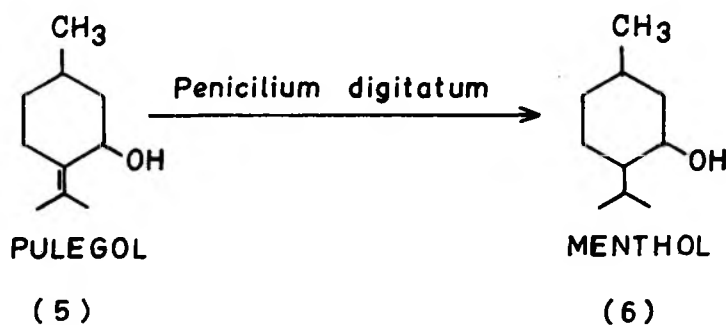 CH3
CH3
Penicilium digitatum
OH
OH
PULEGOL
MENTHOL
(5)
(6)